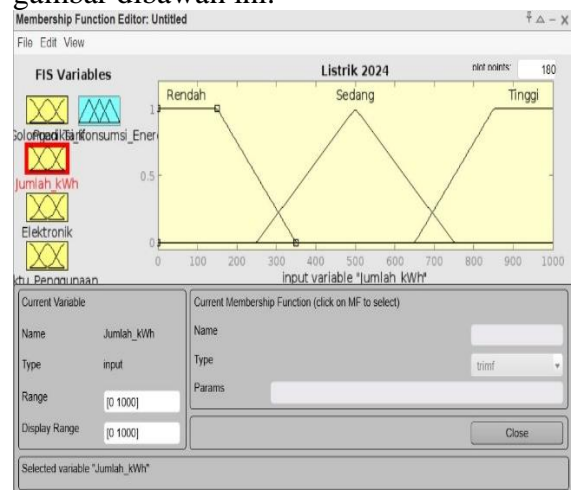 gambar dibawah ini:
Membership Function Editor: Untitled
File Edit View
FIS Variables
Jumlah_kWh
Elektronik
ktu_Penggunaan
Listrik 2024
plot points: 180
Rendah Sedang Tinggi
1
0.5
0
0 100 200 300 400 500 600 700 800 900 1000
input variable "Jumlah_kWh"
Current Variable
Name Jumlah_kWh
Type input
Range [0 1000]
Display Range [0 1000]
Current Membership Function (click on MF to select)
Name
Type trimf
Params
Close
Selected variable "Jumlah_kWh"